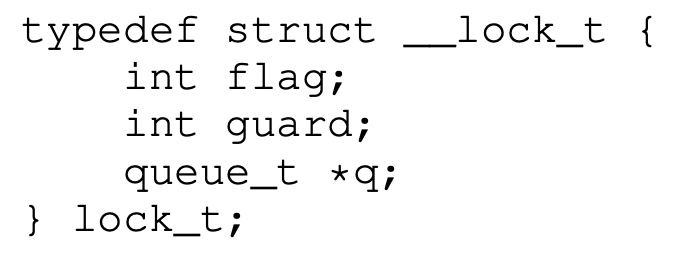 typedef struct __lock_t {
    int flag;
    int guard;
    queue_t *q;
} lock_t;